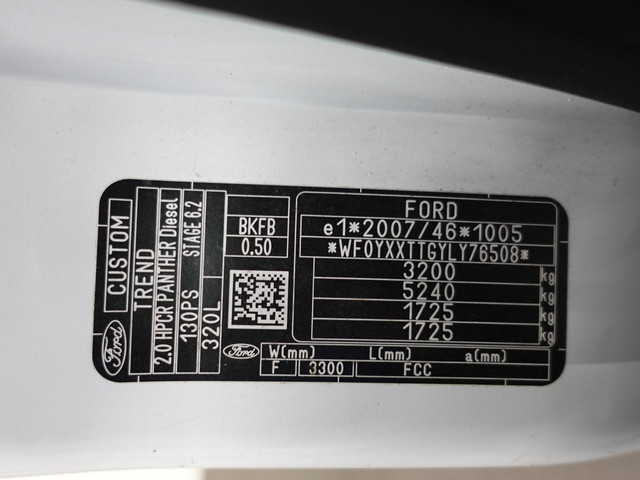 Ford
CUSTOM
TREND
2.0 HPCR PANTHER Diesel
130PS STAGE 6.2
320L
BKFB
0.50
FORD
e1*2007/46*1005
*WF0YXXTTGYLY76508*
3200 kg
5240
1725 kg
1725 kg
Ford
W(mm) L(mm) a(mm)
F 3300 FCC